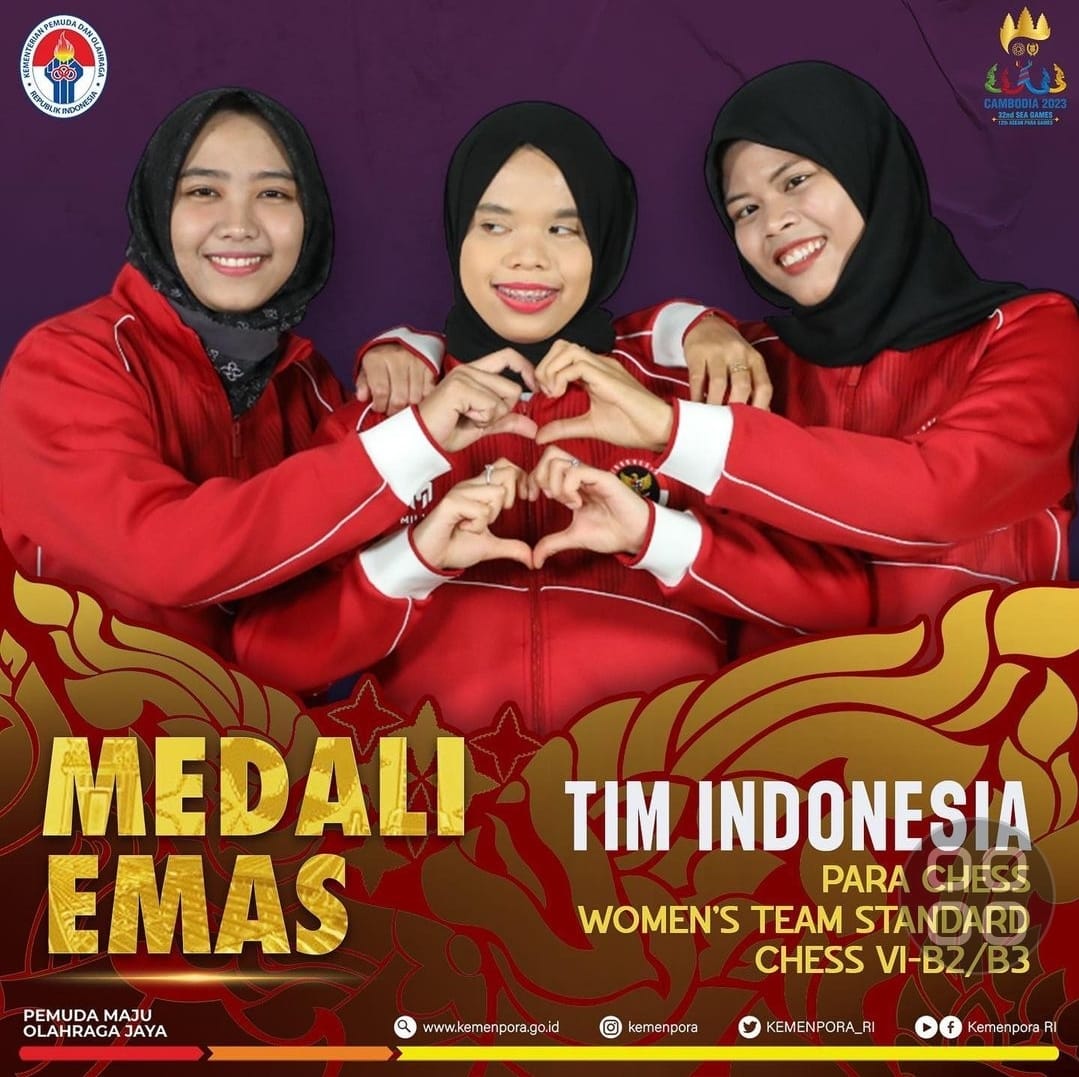 KEMENTERIAN PEMUDA DAN OLAHRAGA
REPUBLIK INDONESIA
CAMBODIA 2023
32nd SEA GAMES
12th ASEAN PARA GAMES
MEDALI
EMAS
TIM INDONESIA
PARA CHESS
WOMEN'S TEAM STANDARD
CHESS VI-B2/B3
PEMUDA MAJU
OLAHRAGA JAYA
www.kemenpora.go.id
kemenpora
KEMENPORA_RI
Kemenpora RI